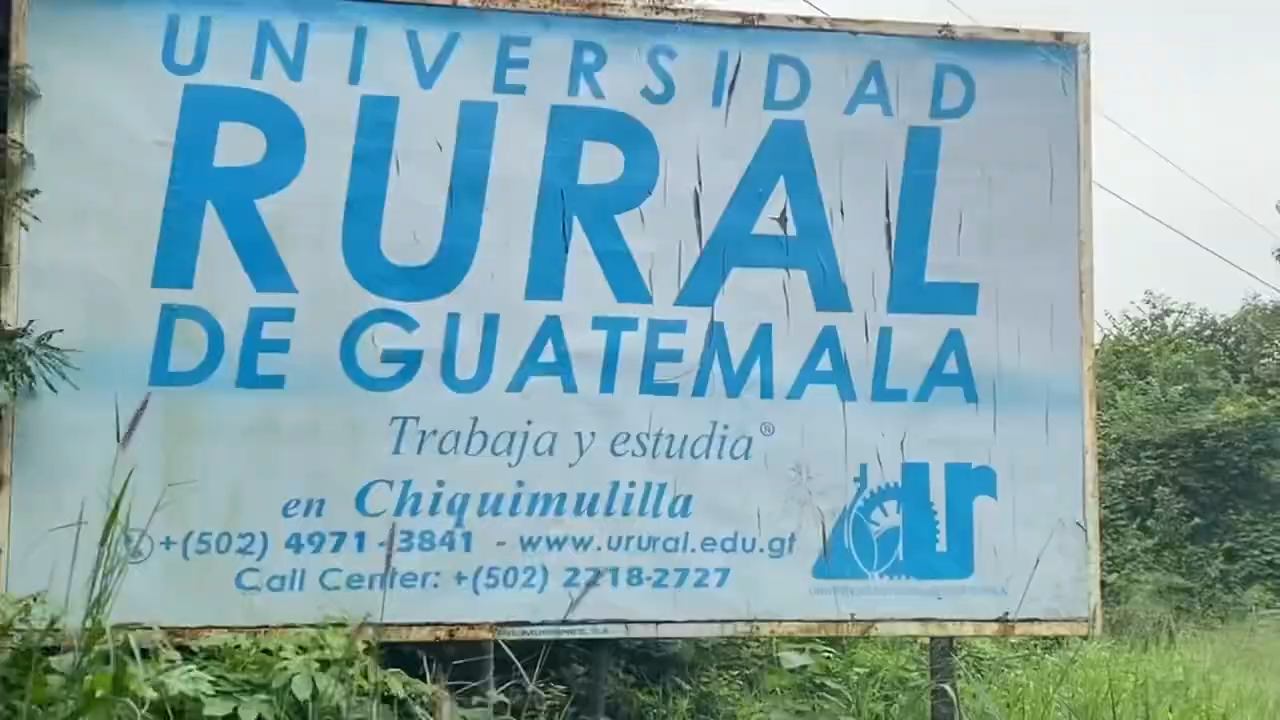 UNIVERSIDAD
RURAL
DE GUATEMALA
Trabaja y estudia®
en Chiquimulilla
+(502) 4971-3841 - www.urural.edu.gt
Call Center: +(502) 2218-2727
ur